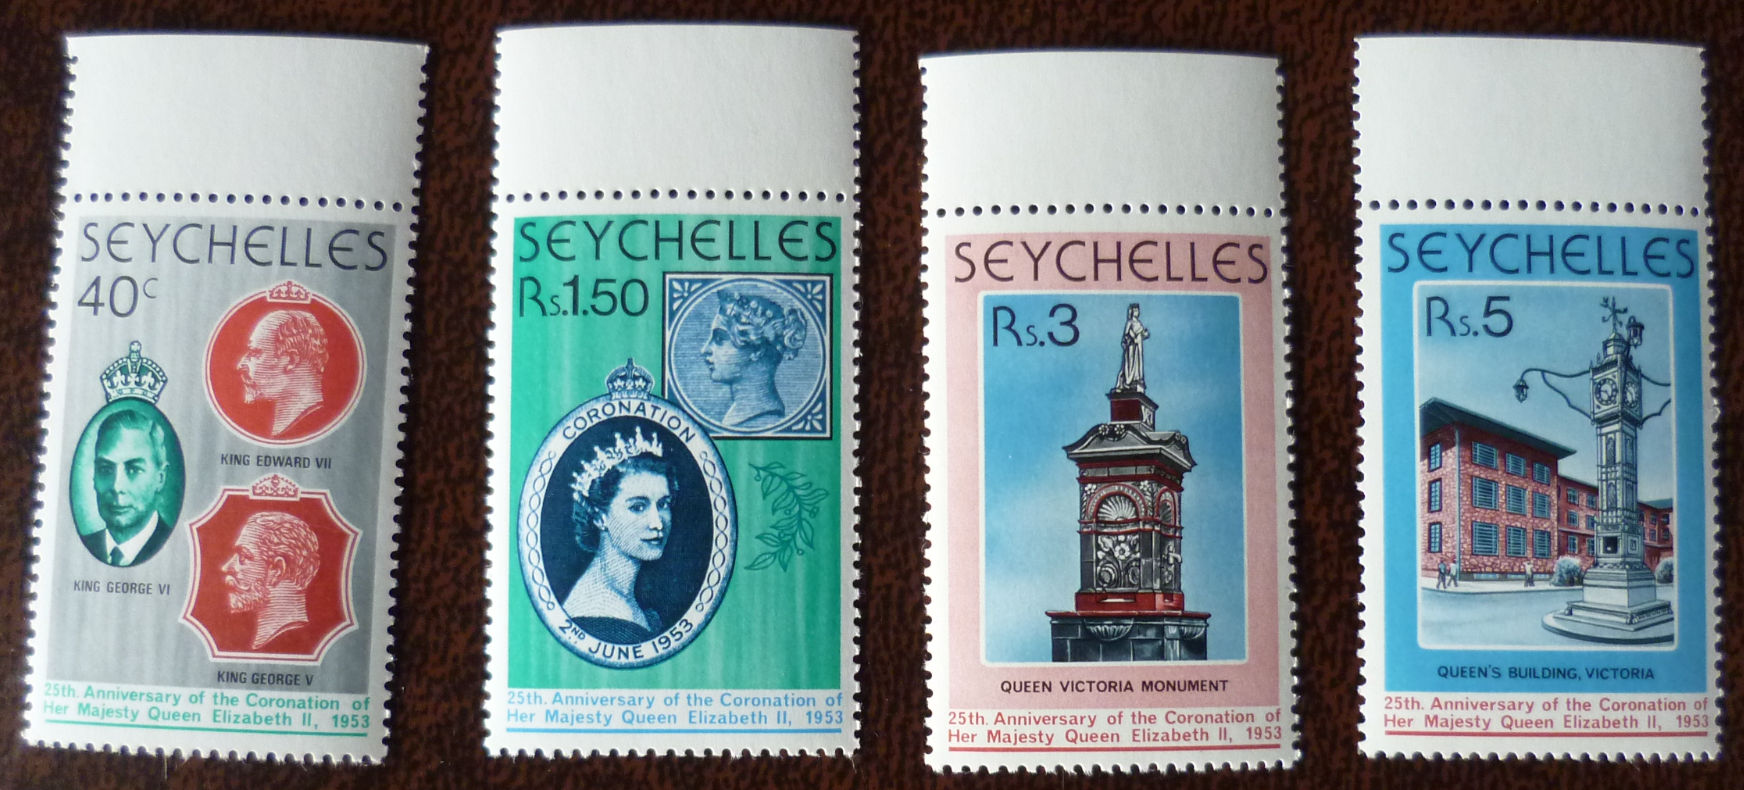 SEYCHELLES
40c
KING EDWARD VII
KING GEORGE VI
KING GEORGE V
25th. Anniversary of the Coronation of
Her Majesty Queen Elizabeth II, 1953
SEYCHELLES
Rs.1.50
CORONATION
2ND JUNE 1953
25th. Anniversary of the Coronation of
Her Majesty Queen Elizabeth II, 1953
SEYCHELLES
Rs.3
QUEEN VICTORIA MONUMENT
25th. Anniversary of the Coronation of
Her Majesty Queen Elizabeth II, 1953
SEYCHELLES
Rs.5
QUEEN'S BUILDING, VICTORIA
25th. Anniversary of the Coronation of
Her Majesty Queen Elizabeth II, 1953